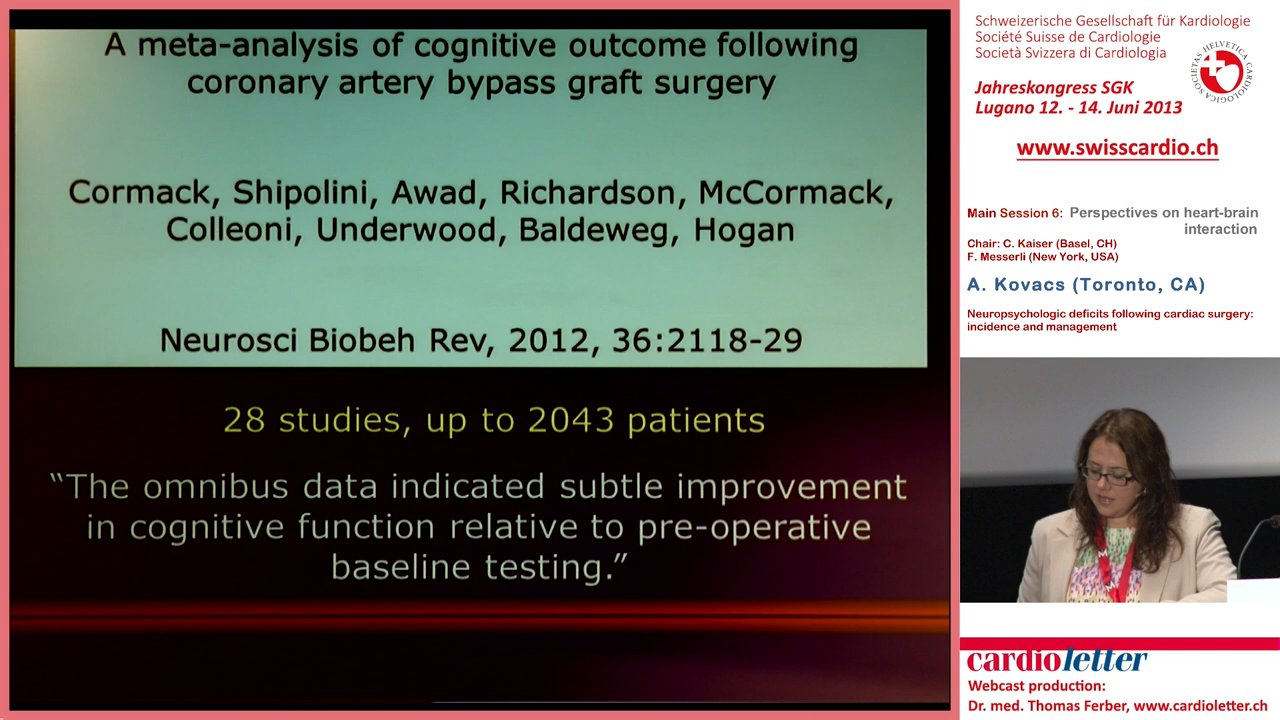 A meta-analysis of cognitive outcome following
coronary artery bypass graft surgery
Cormack, Shipolini, Awad, Richardson, McCormack,
Colleoni, Underwood, Baldeweg, Hogan
Neurosci Biobeh Rev, 2012, 36:2118-29
28 studies, up to 2043 patients
“The omnibus data indicated subtle improvement
in cognitive function relative to pre-operative
baseline testing.”
Schweizerische Gesellschaft für Kardiologie
Société Suisse de Cardiologie
Società Svizzera di Cardiologia
SOCIETAS HELVETICA CARDIOLOGICA
Jahreskongress SGK
Lugano 12. - 14. Juni 2013
www.swisscardio.ch
Main Session 6: Perspectives on heart-brain
interaction
Chair: C. Kaiser (Basel, CH)
F. Messerli (New York, USA)
A. Kovacs (Toronto, CA)
Neuropsychologic deficits following cardiac surgery:
incidence and management
cardioletter
Webcast production:
Dr. med. Thomas Ferber, www.cardioletter.ch